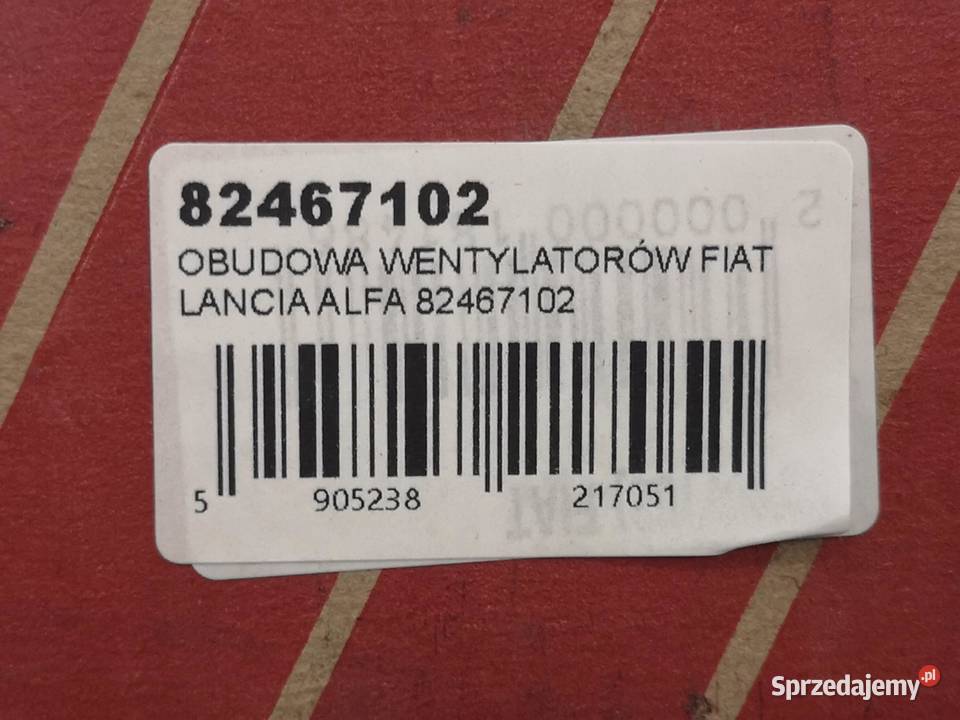 82467102
OBUDOWA WENTYLATORÓW FIAT
LANCIA ALFA 82467102
5 905238 217051
Sprzedajemy.pl